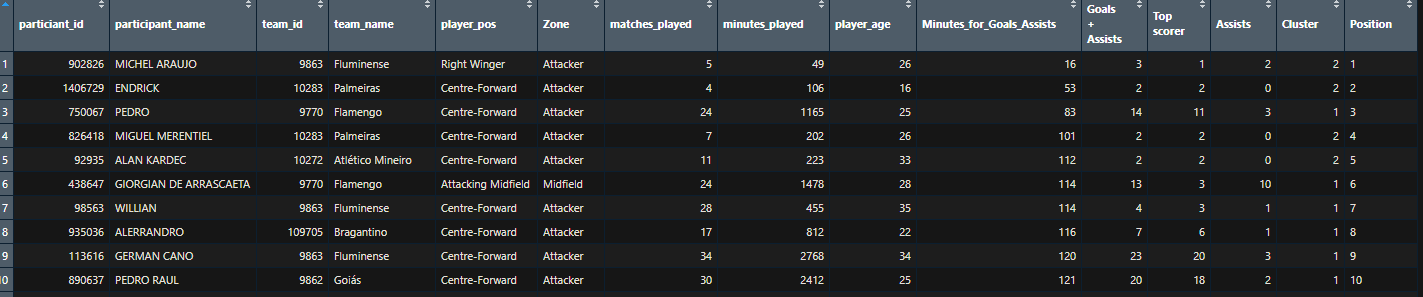 particiant_id participant_name team_id team_name player_pos Zone matches_played minutes_played player_age Minutes_for_Goals_Assists Goals + Assists Top scorer Assists Cluster Position
1 902826 MICHEL ARAUJO 9863 Fluminense Right Winger Attacker 5 49 26 16 3 1 2 2 1
2 1406729 ENDRICK 10283 Palmeiras Centre-Forward Attacker 4 106 16 53 2 2 0 2 2
3 750067 PEDRO 9770 Flamengo Centre-Forward Attacker 24 1165 25 83 14 11 3 1 3
4 826418 MIGUEL MERENTIEL 10283 Palmeiras Centre-Forward Attacker 7 202 26 101 2 2 0 2 4
5 92935 ALAN KARDEC 10272 Atlético Mineiro Centre-Forward Attacker 11 223 33 112 2 2 0 2 5
6 438647 GIORGIAN DE ARRASCAETA 9770 Flamengo Attacking Midfield Midfield 24 1478 28 114 13 3 10 1 6
7 98563 WILLIAN 9863 Fluminense Centre-Forward Attacker 28 455 35 114 4 3 1 1 7
8 935036 ALERRANDRO 109705 Bragantino Centre-Forward Attacker 17 812 22 116 7 6 1 1 8
9 113616 GERMAN CANO 9863 Fluminense Centre-Forward Attacker 34 2768 34 120 23 20 3 1 9
10 890637 PEDRO RAUL 9862 Goiás Centre-Forward Attacker 30 2412 25 121 20 18 2 1 10